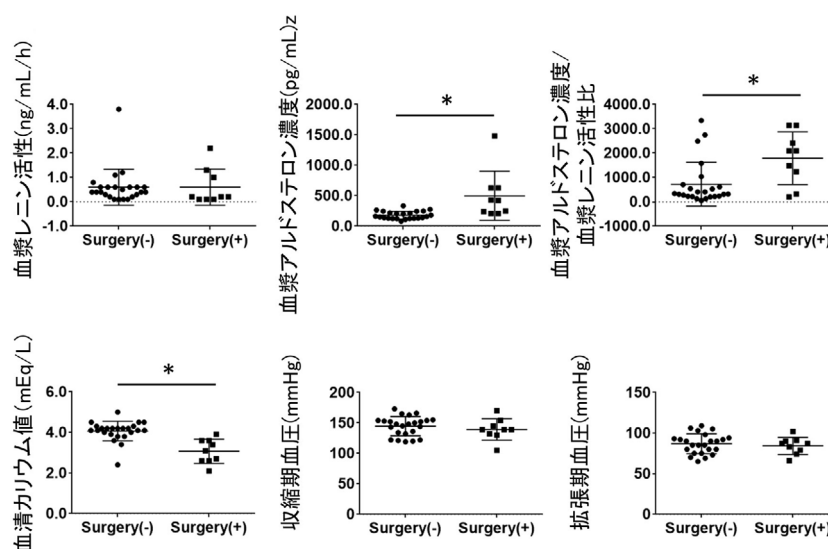 血漿レニン活性(ng/mL/h)
4.0
3.0
2.0
1.0
0.0
-1.0
Surgery(-)
Surgery(+)
血漿アルドステロン濃度(pg/mL)z
2000.0
1500.0
1000.0
500.0
0.0
*
Surgery(-)
Surgery(+)
血漿アルドステロン濃度/
血漿レニン活性比
4000.0
3000.0
2000.0
1000.0
0.0
-1000.0
*
Surgery(-)
Surgery(+)
血清カリウム値(mEq/L)
6.0
4.0
2.0
0.0
*
Surgery(-)
Surgery(+)
収縮期血圧(mmHg)
200
150
100
50
0
Surgery(-)
Surgery(+)
拡張期血圧(mmHg)
150
100
50
0
Surgery(-)
Surgery(+)